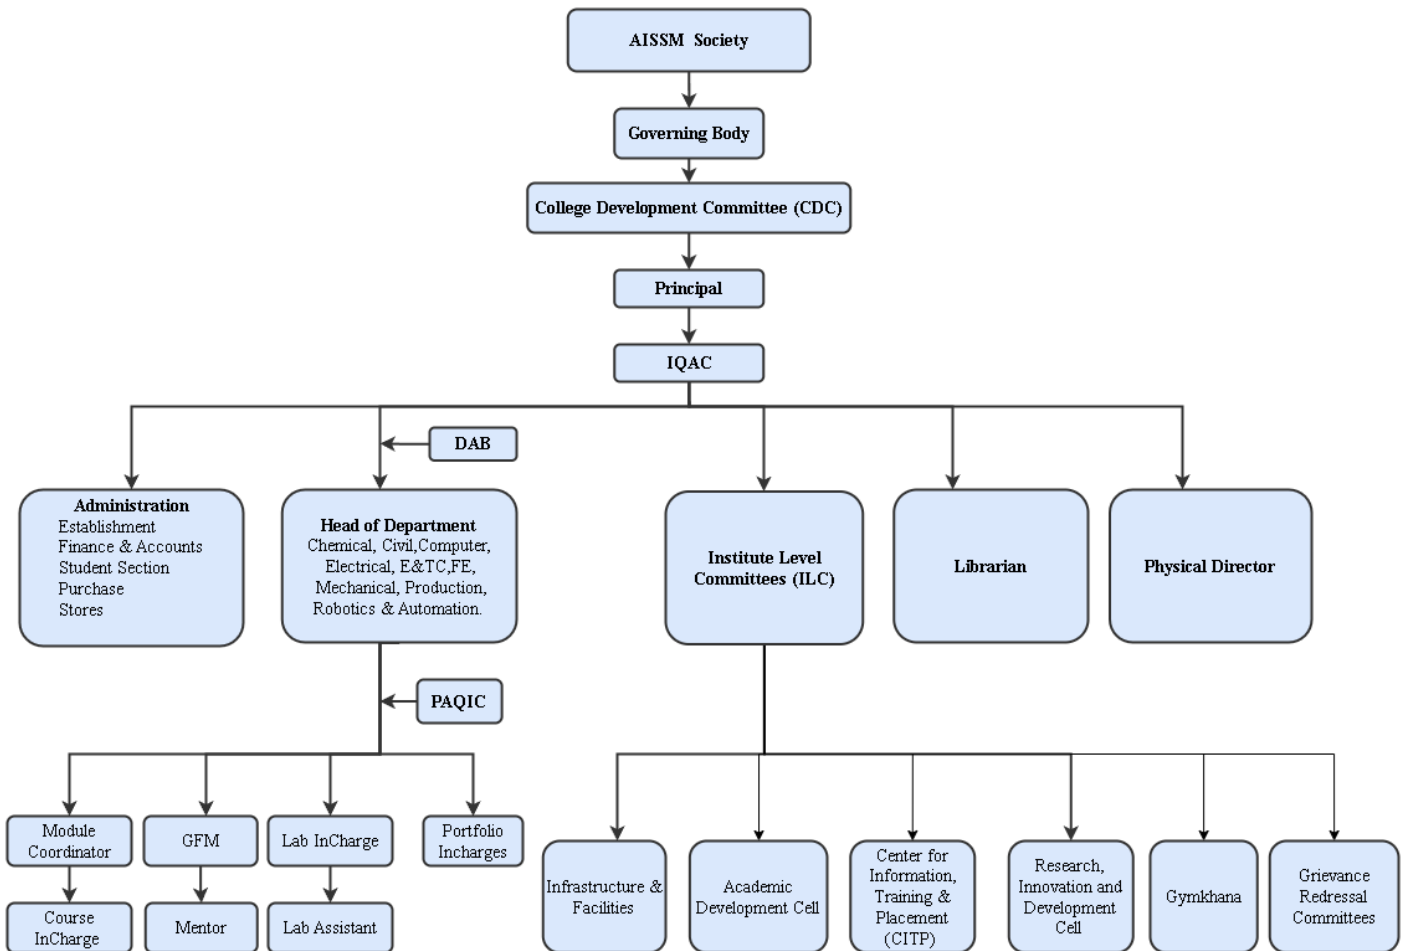 AISSM Society
Governing Body
College Development Committee (CDC)
Principal
IQAC
DAB
Administration
Establishment
Finance & Accounts
Student Section
Purchase
Stores
Head of Department
Chemical, Civil,Computer,
Electrical, E&TC,FE,
Mechanical, Production,
Robotics & Automation.
Institute Level
Committees (ILC)
Librarian
Physical Director
PAQIC
Module
Coordinator
GFM
Lab InCharge
Portfolio
Incharges
Course
InCharge
Mentor
Lab Assistant
Infrastructure &
Facilities
Academic
Development Cell
Center for
Information,
Training &
Placement
(CITP)
Research,
Innovation and
Development
Cell
Gymkhana
Grievance
Redressal
Committees